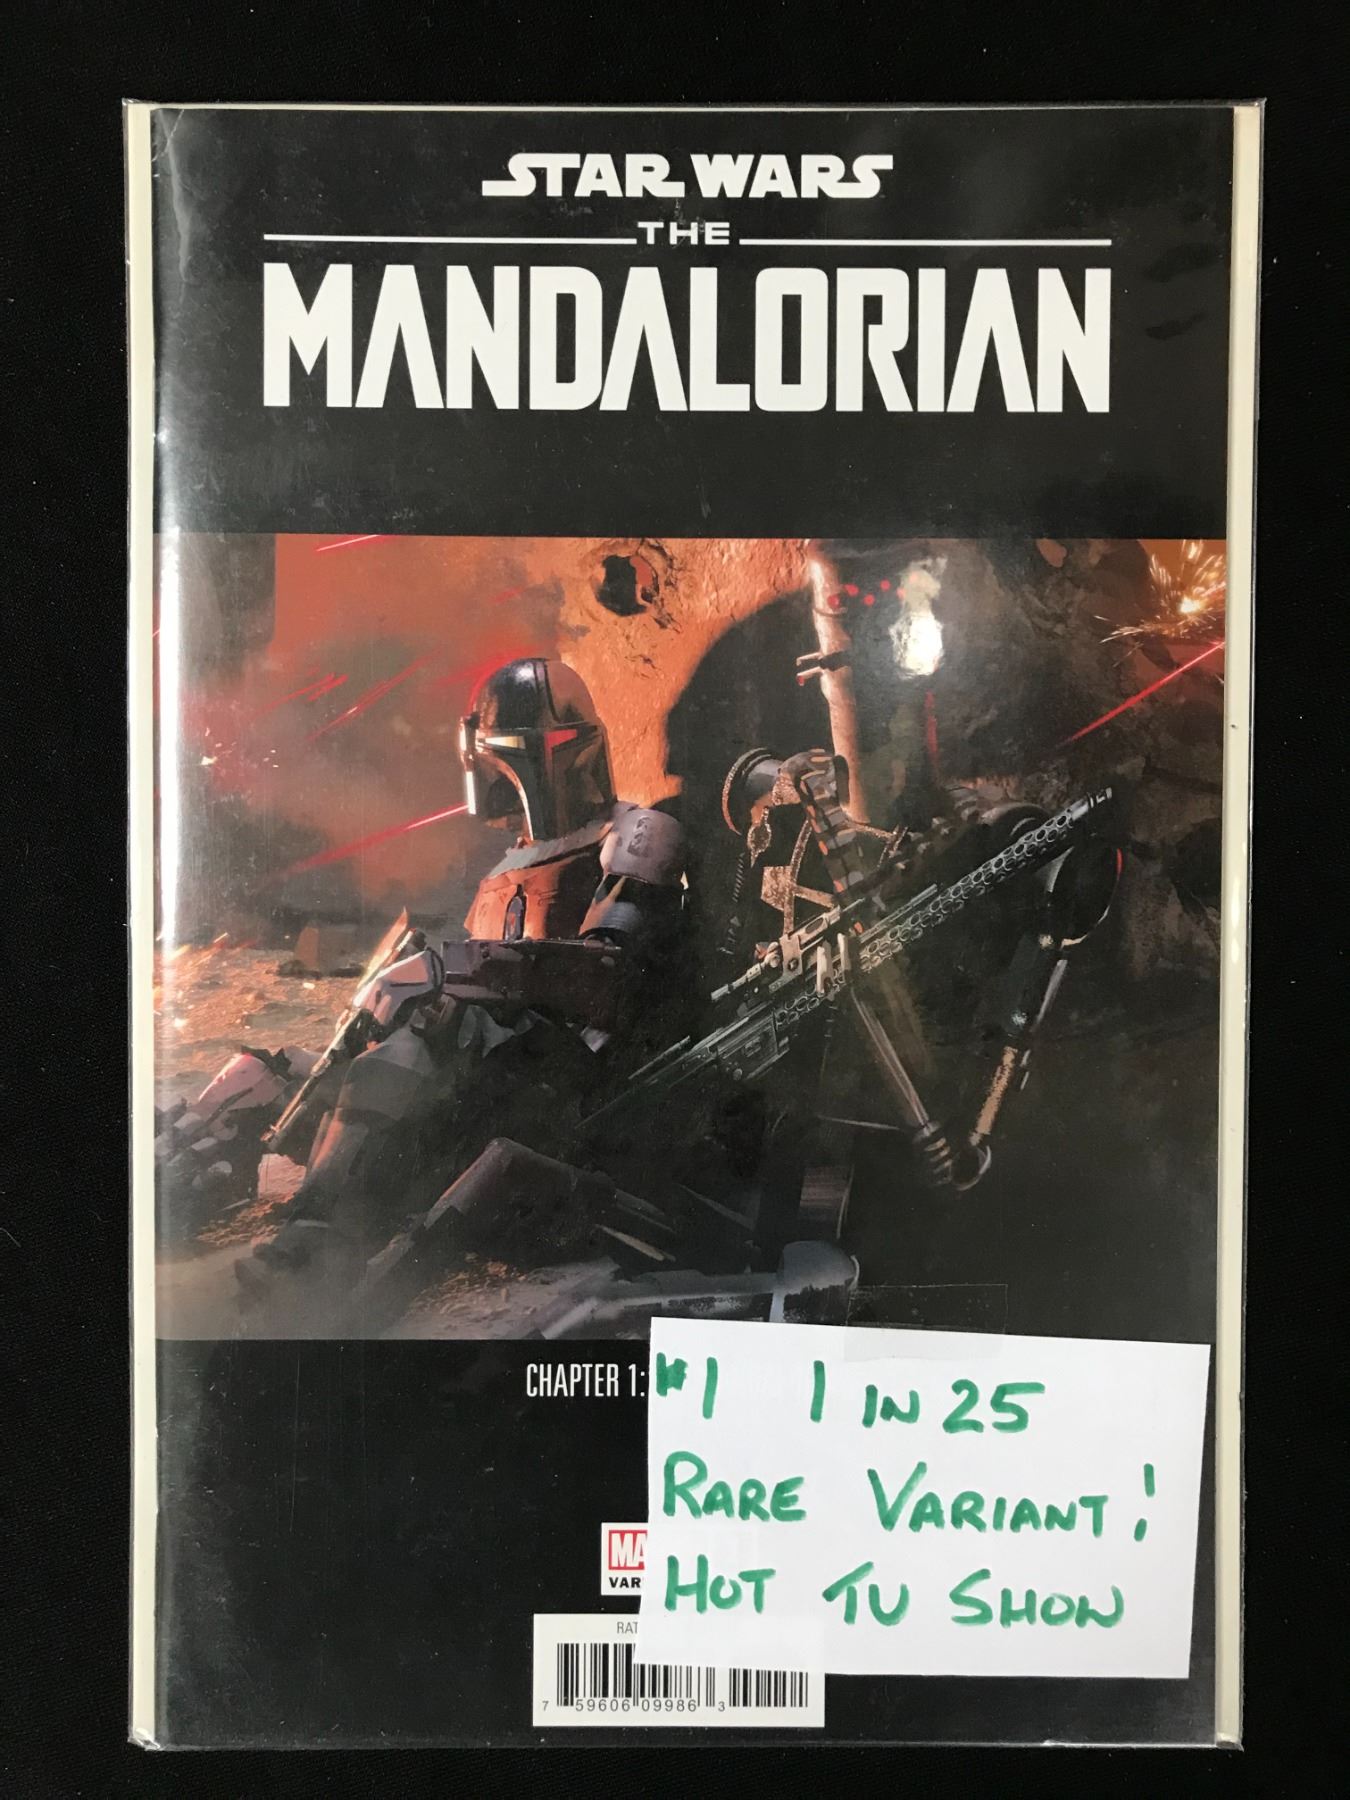 STAR WARS
THE
MANDALORIAN
CHAPTER 1:
#1 1 IN 25
RARE VARIANT!
HOT TV SHOW
7 59606 09986 3